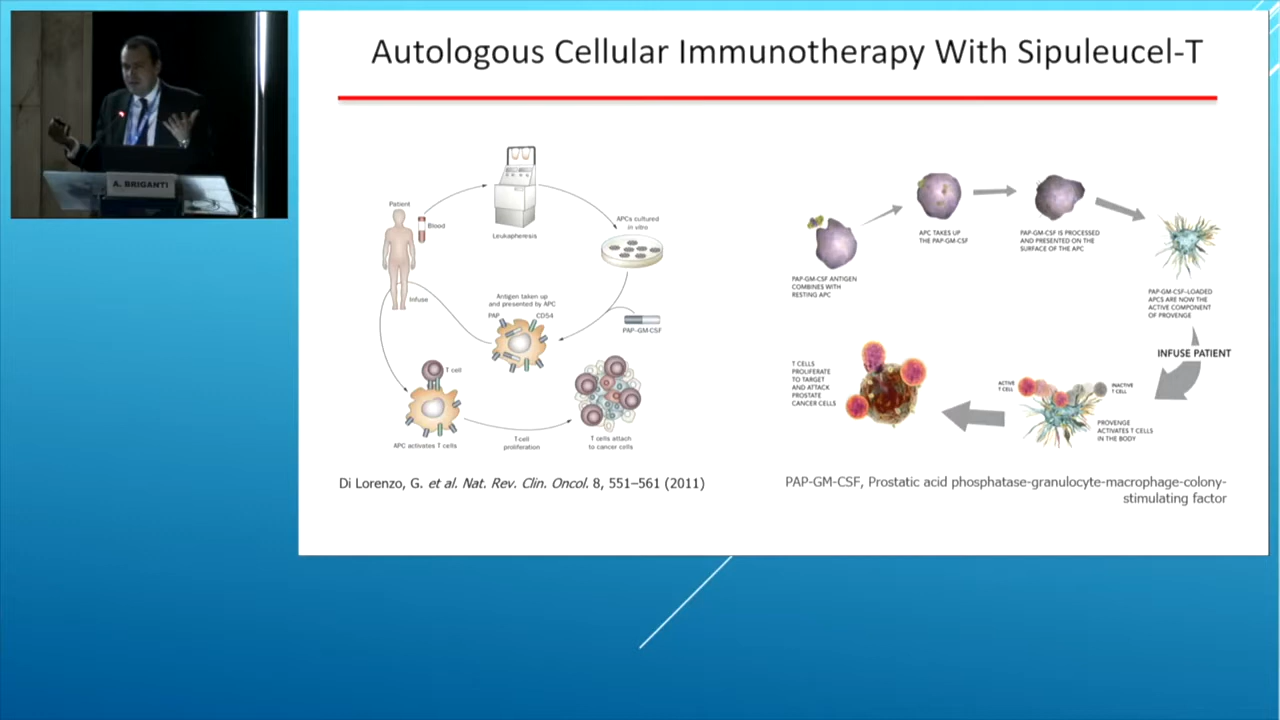 A. BRIGANTI
Autologous Cellular Immunotherapy With Sipuleucel-T
Patient
Blood
Leukapheresis
APCs cultured
in vitro
PAP-GM-CSF
Antigen taken up
and presented by APC
PAP
CD54
Infuse
T cell
APC activates T cells
T cell
proliferation
T cells attach
to cancer cells
Di Lorenzo, G. et al. Nat. Rev. Clin. Oncol. 8, 551–561 (2011)
PAP-GM-CSF ANTIGEN
COMBINES WITH
RESTING APC
APC TAKES UP
THE PAP-GM-CSF
PAP-GM-CSF IS PROCESSED
AND PRESENTED ON THE
SURFACE OF THE APC
PAP-GM-CSF-LOADED
APCS ARE NOW THE
ACTIVE COMPONENT
OF PROVENGE
INFUSE PATIENT
ACTIVE
T CELL
INACTIVE
T CELL
PROVENGE
ACTIVATES T CELLS
IN THE BODY
T CELLS
PROLIFERATE
TO TARGET
AND ATTACK
PROSTATE
CANCER CELLS
PAP-GM-CSF, Prostatic acid phosphatase-granulocyte-macrophage-colony-
stimulating factor